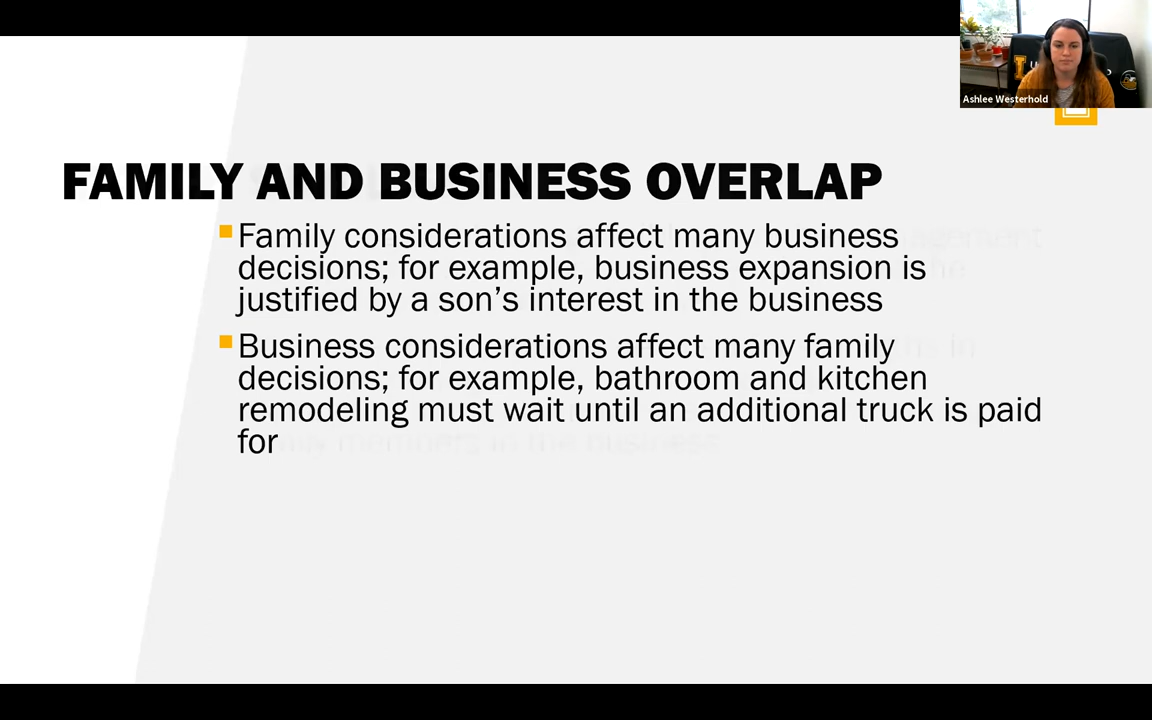 Ashlee Westerhold
FAMILY AND BUSINESS OVERLAP
Family considerations affect many business
decisions; for example, business expansion is
justified by a son’s interest in the business
Business considerations affect many family
decisions; for example, bathroom and kitchen
remodeling must wait until an additional truck is paid
for